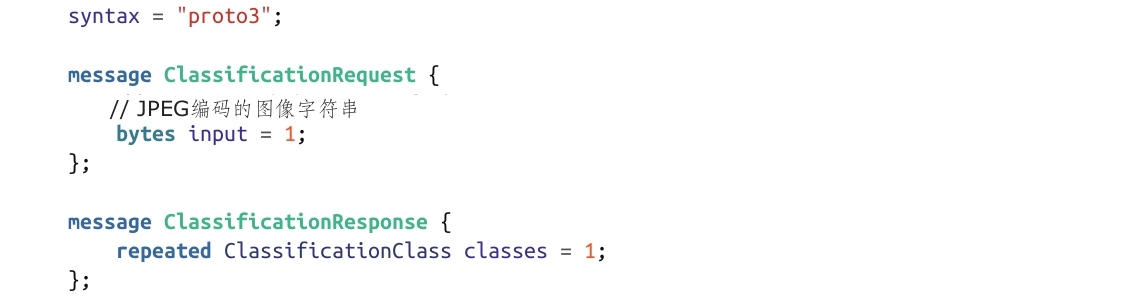 syntax = "proto3";
message ClassificationRequest {
// JPEG编码的图像字符串
bytes input = 1;
};
message ClassificationResponse {
repeated ClassificationClass classes = 1;
};